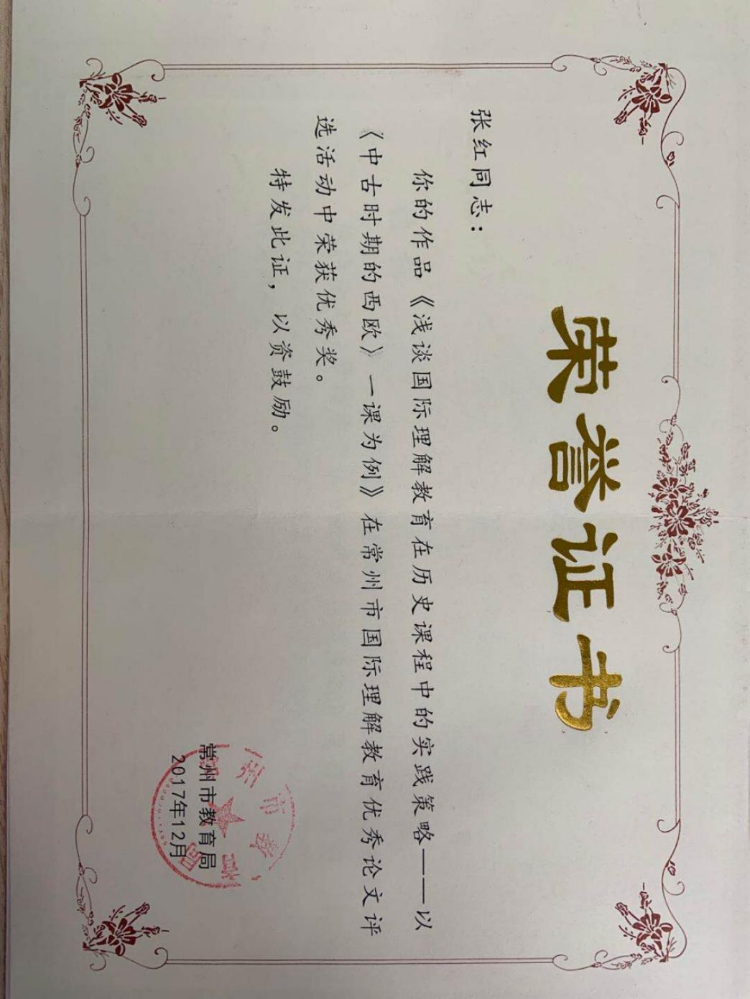 荣誉证书
张红同志：
你的作品《浅谈国际理解教育在历史课程中的实践策略——以
《中古时期的西欧》一课为例》在常州市国际理解教育优秀论文评
选活动中荣获优秀奖。
特发此证，以资鼓励。
常州市教育局
2017年12月